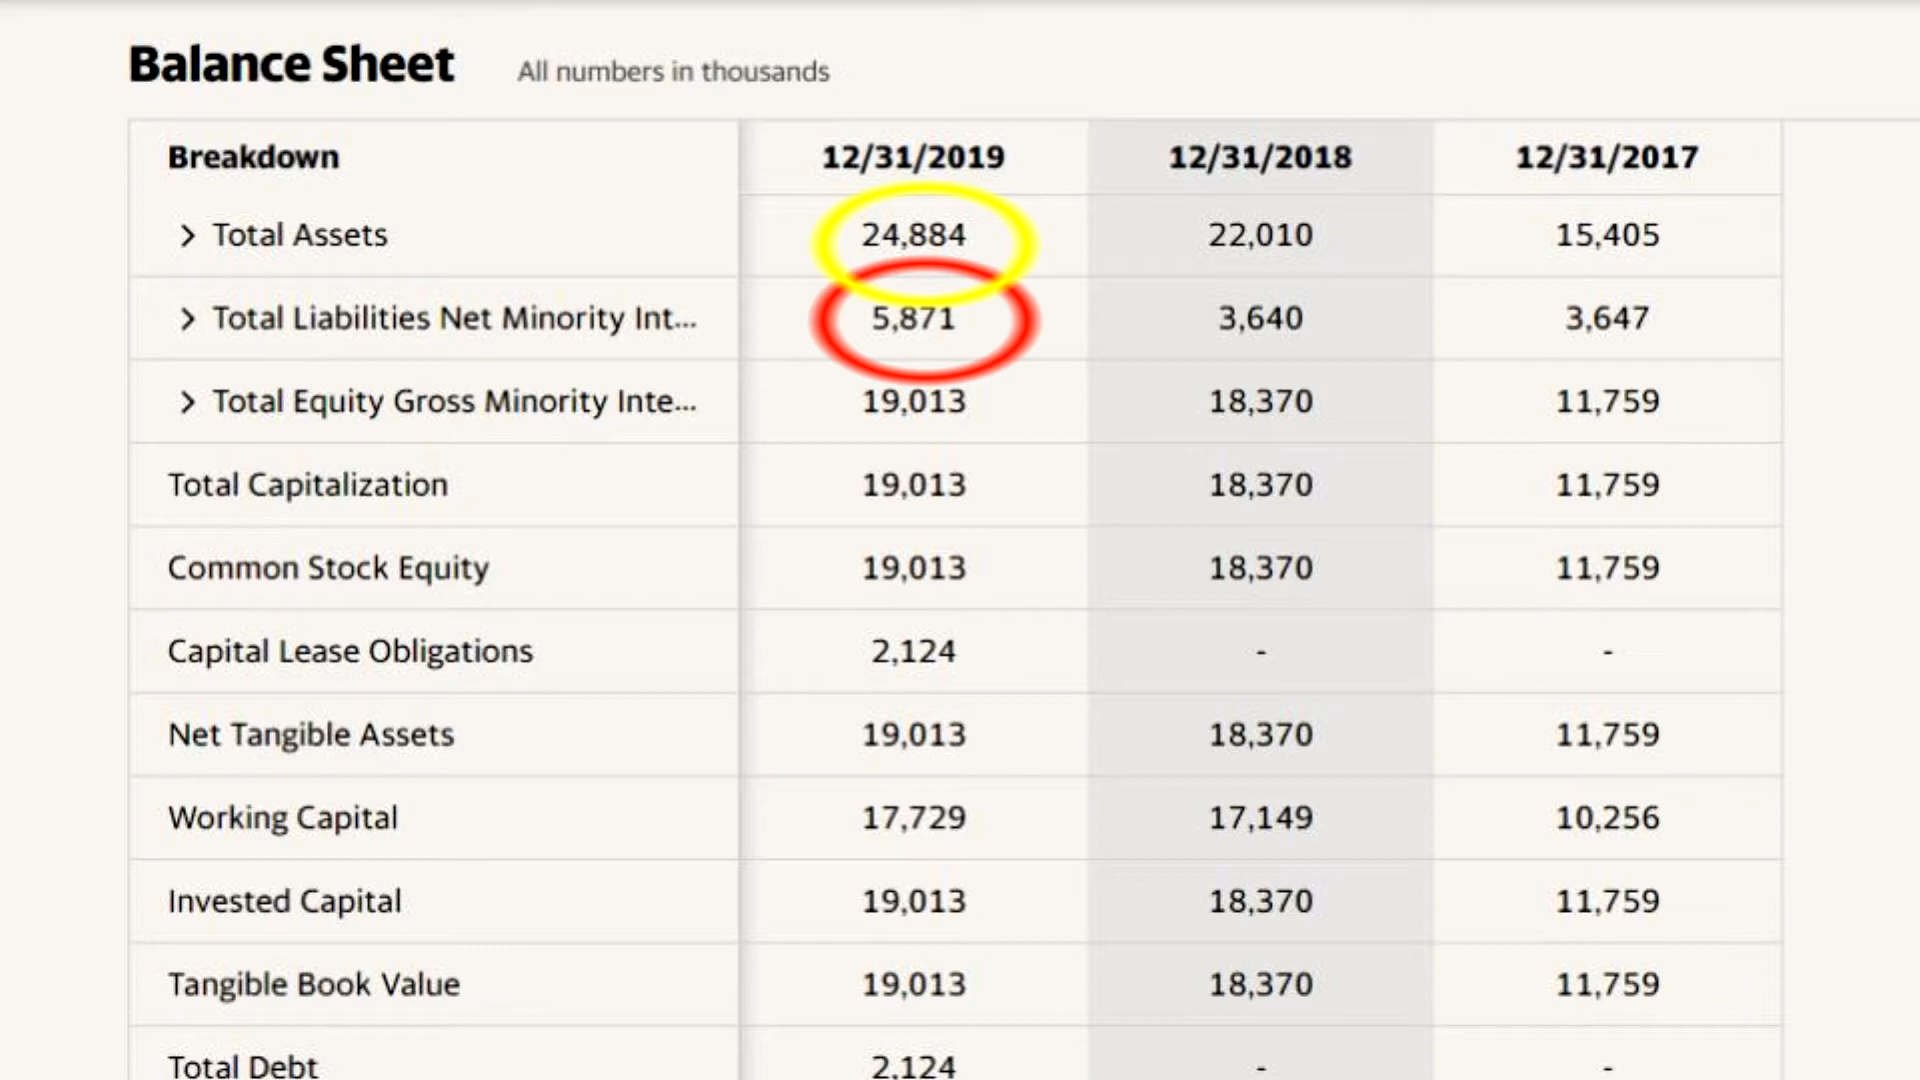 Balance Sheet All numbers in thousands
Breakdown 12/31/2019 12/31/2018 12/31/2017
> Total Assets 24,884 22,010 15,405
> Total Liabilities Net Minority Int... 5,871 3,640 3,647
> Total Equity Gross Minority Inte... 19,013 18,370 11,759
Total Capitalization 19,013 18,370 11,759
Common Stock Equity 19,013 18,370 11,759
Capital Lease Obligations 2,124 - -
Net Tangible Assets 19,013 18,370 11,759
Working Capital 17,729 17,149 10,256
Invested Capital 19,013 18,370 11,759
Tangible Book Value 19,013 18,370 11,759
Total Debt 2,124 - -